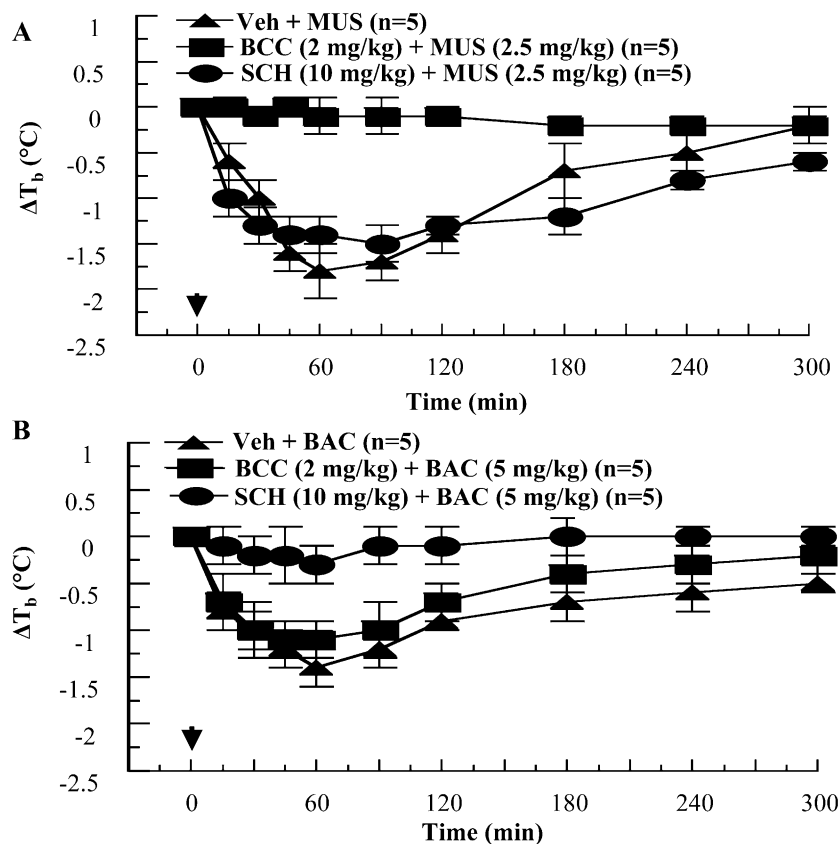 A
Veh + MUS (n=5)
BCC (2 mg/kg) + MUS (2.5 mg/kg) (n=5)
SCH (10 mg/kg) + MUS (2.5 mg/kg) (n=5)
1
0.5
0
-0.5
-1
-1.5
-2
-2.5
ΔTb (°C)
0 60 120 180 240 300
Time (min)
B
Veh + BAC (n=5)
BCC (2 mg/kg) + BAC (5 mg/kg) (n=5)
SCH (10 mg/kg) + BAC (5 mg/kg) (n=5)
1
0.5
0
-0.5
-1
-1.5
-2
-2.5
ΔTb (°C)
0 60 120 180 240 300
Time (min)